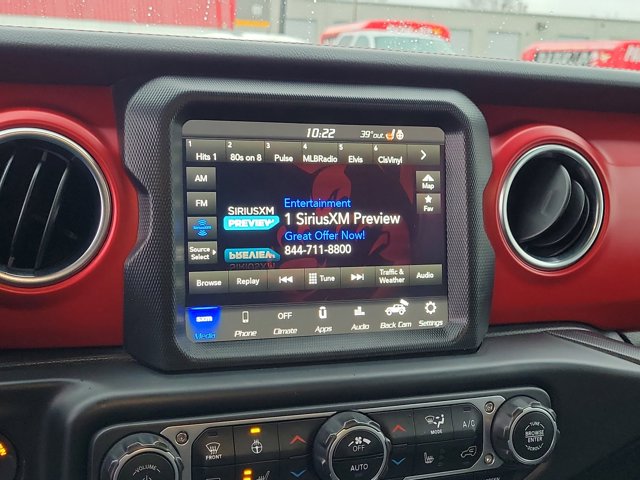 10:22 39°out
1 Hits 1 2 80s on 8 3 Pulse 4 MLBRadio 5 Elvis 6 ClsVinyl
AM
FM
SIRIUSXM
Source Select
SIRIUSXM
PREVIEW
Entertainment
1 SiriusXM Preview
Great Offer Now!
844-711-8800
Map
Fav
Browse Replay Tune Traffic & Weather Audio
sxm
Media Phone OFF Climate Apps Audio Back Cam Settings
FRONT
OFF
AUTO
MODE
A/C
VOLUME
BROWSE
ENTER
SCROLL